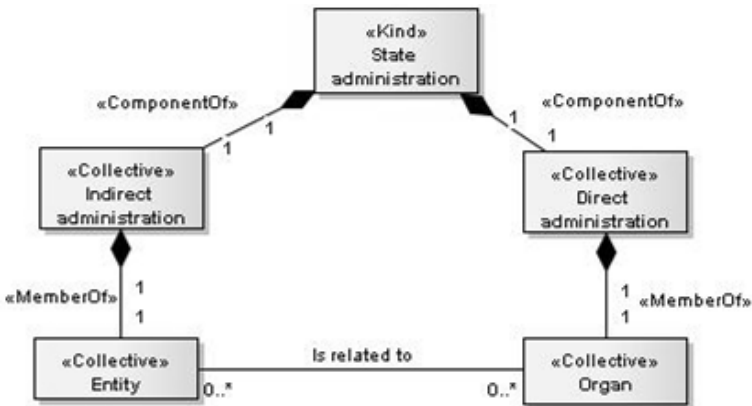 «Kind»
State
administration
«ComponentOf»
«ComponentOf»
1
1
1
1
«Collective»
Indirect
administration
«Collective»
Direct
administration
«MemberOf»
1
1
1
1
«MemberOf»
«Collective»
Entity
Is related to
0..*
0..*
«Collective»
Organ